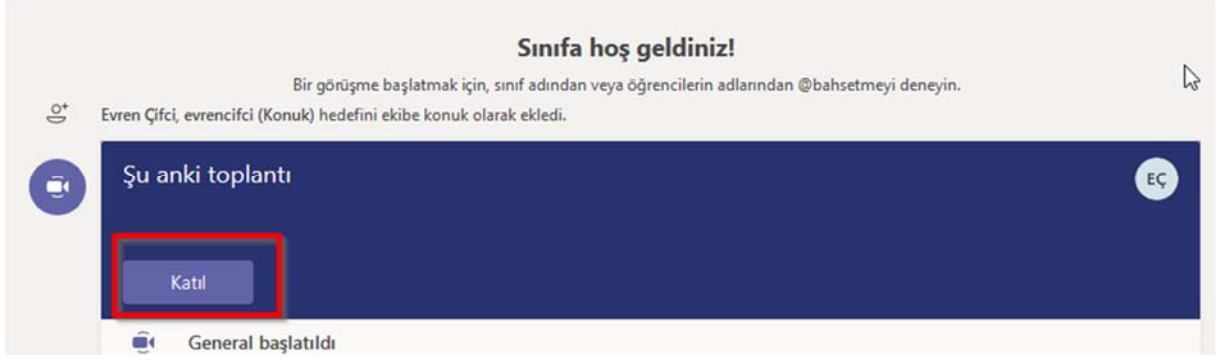 Sınıfa hoş geldiniz!
Bir görüşme başlatmak için, sınıf adından veya öğrencilerin adlarından @bahsetmeyi deneyin.
Evren Çifci, evrencifci (Konuk) hedefini ekibe konuk olarak ekledi.
Şu anki toplantı
EÇ
Katıl
General başlatıldı